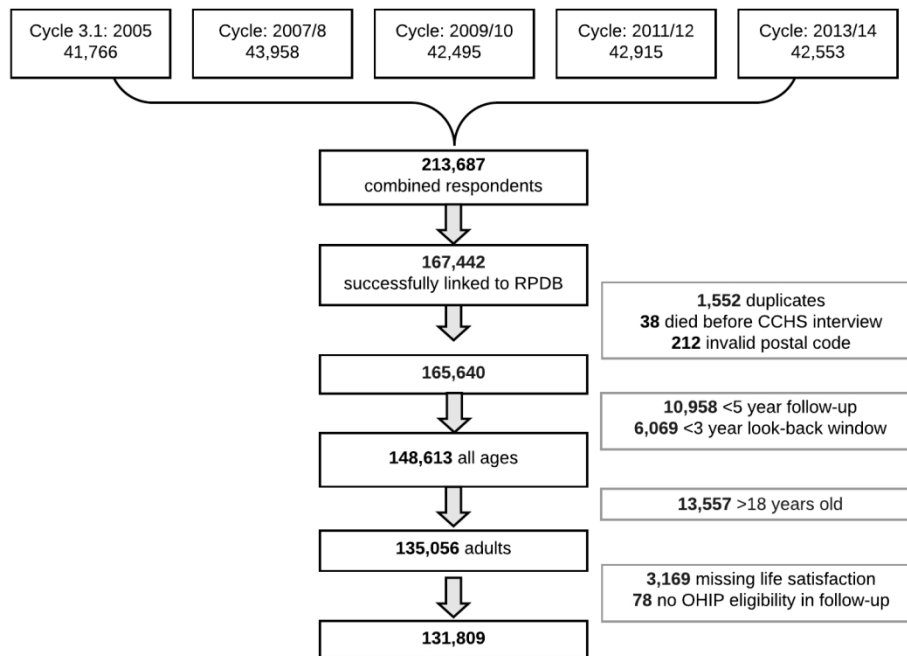 Cycle 3.1: 2005
41,766
Cycle: 2007/8
43,958
Cycle: 2009/10
42,495
Cycle: 2011/12
42,915
Cycle: 2013/14
42,553
213,687
combined respondents
167,442
successfully linked to RPDB
1,552 duplicates
38 died before CCHS interview
212 invalid postal code
165,640
10,958 <5 year follow-up
6,069 <3 year look-back window
148,613 all ages
13,557 >18 years old
135,056 adults
3,169 missing life satisfaction
78 no OHIP eligibility in follow-up
131,809